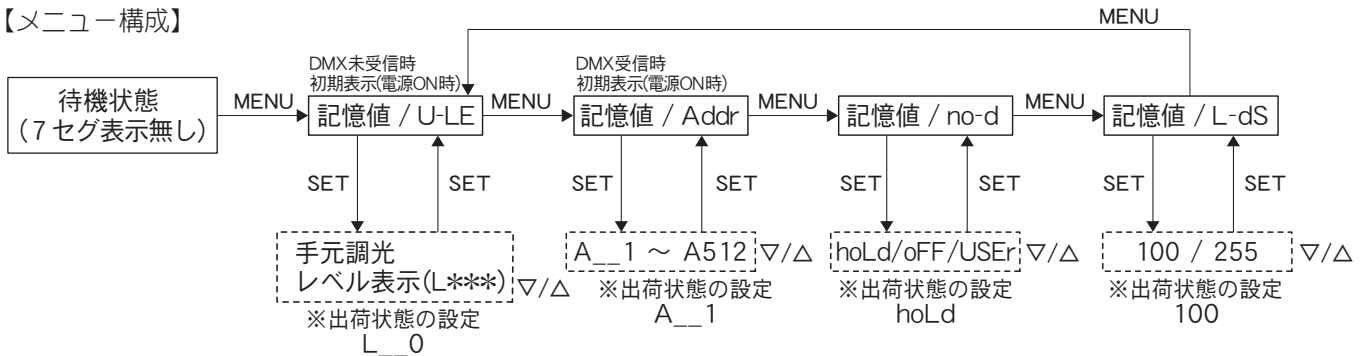 【メニュー構成】
MENU
DMX未受信時
初期表示(電源ON時)
DMX受信時
初期表示(電源ON時)
待機状態
(7セグ表示無し)
MENU
記憶値 / U-LE
MENU
記憶値 / Addr
MENU
記憶値 / no-d
MENU
記憶値 / L-dS
SET
SET
SET
SET
SET
SET
SET
SET
手元調光
レベル表示(L***)
▽/△
※出荷状態の設定
L__0
A__1 ～ A512
▽/△
※出荷状態の設定
A__1
hoLd/oFF/USEr
▽/△
※出荷状態の設定
hoLd
100 / 255
▽/△
※出荷状態の設定
100